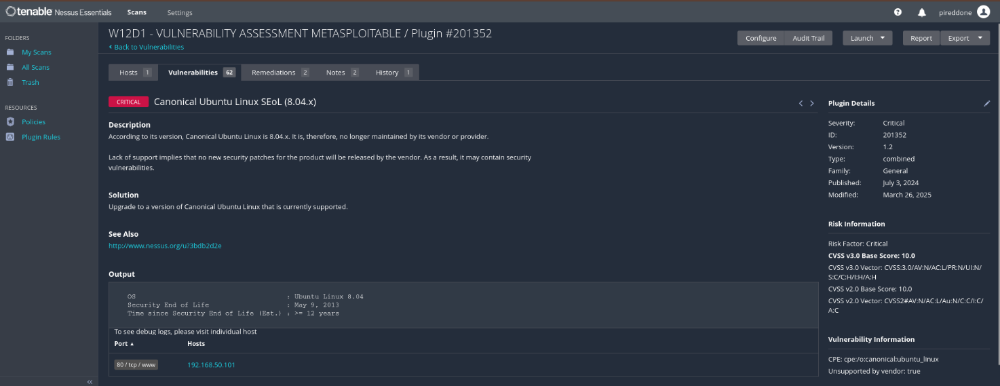 tenable Nessus Essentials Scans Settings pireddone
FOLDERS
My Scans
All Scans
Trash
RESOURCES
Policies
Plugin Rules
W12D1 - VULNERABILITY ASSESSMENT METASPLOITABLE / Plugin #201352
Back to Vulnerabilities
Configure Audit Trail Launch Report Export
Hosts 1 Vulnerabilities 62 Remediations 2 Notes 2 History 1
CRITICAL Canonical Ubuntu Linux SEoL (8.04.x)
Description
According to its version, Canonical Ubuntu Linux is 8.04.x. It is, therefore, no longer maintained by its vendor or provider.
Lack of support implies that no new security patches for the product will be released by the vendor. As a result, it may contain security
vulnerabilities.
Solution
Upgrade to a version of Canonical Ubuntu Linux that is currently supported.
See Also
http://www.nessus.org/u?3bdb2d2e
Output
OS : Ubuntu Linux 8.04
Security End of Life : May 9, 2013
Time since Security End of Life (Est.) : >= 12 years
To see debug logs, please visit individual host
Port Hosts
80 / tcp / www 192.168.50.101
Plugin Details
Severity: Critical
ID: 201352
Version: 1.2
Type: combined
Family: General
Published: July 3, 2024
Modified: March 26, 2025
Risk Information
Risk Factor: Critical
CVSS v3.0 Base Score: 10.0
CVSS v3.0 Vector: CVSS:3.0/AV:N/AC:L/PR:N/UI:N/
S:C/C:H/I:H/A:H
CVSS v2.0 Base Score: 10.0
CVSS v2.0 Vector: CVSS2#AV:N/AC:L/Au:N/C:C/I:C/
A:C
Vulnerability Information
CPE: cpe:/o:canonical:ubuntu_linux
Unsupported by vendor: true